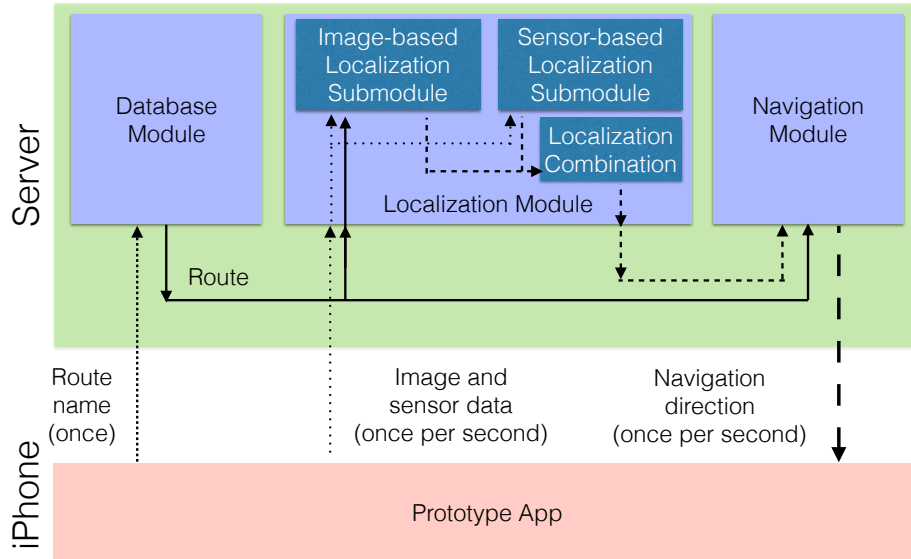 Server
Database
Module
Image-based
Localization
Submodule
Sensor-based
Localization
Submodule
Localization
Combination
Localization Module
Navigation
Module
Route
Route
name
(once)
Image and
sensor data
(once per second)
Navigation
direction
(once per second)
iPhone
Prototype App